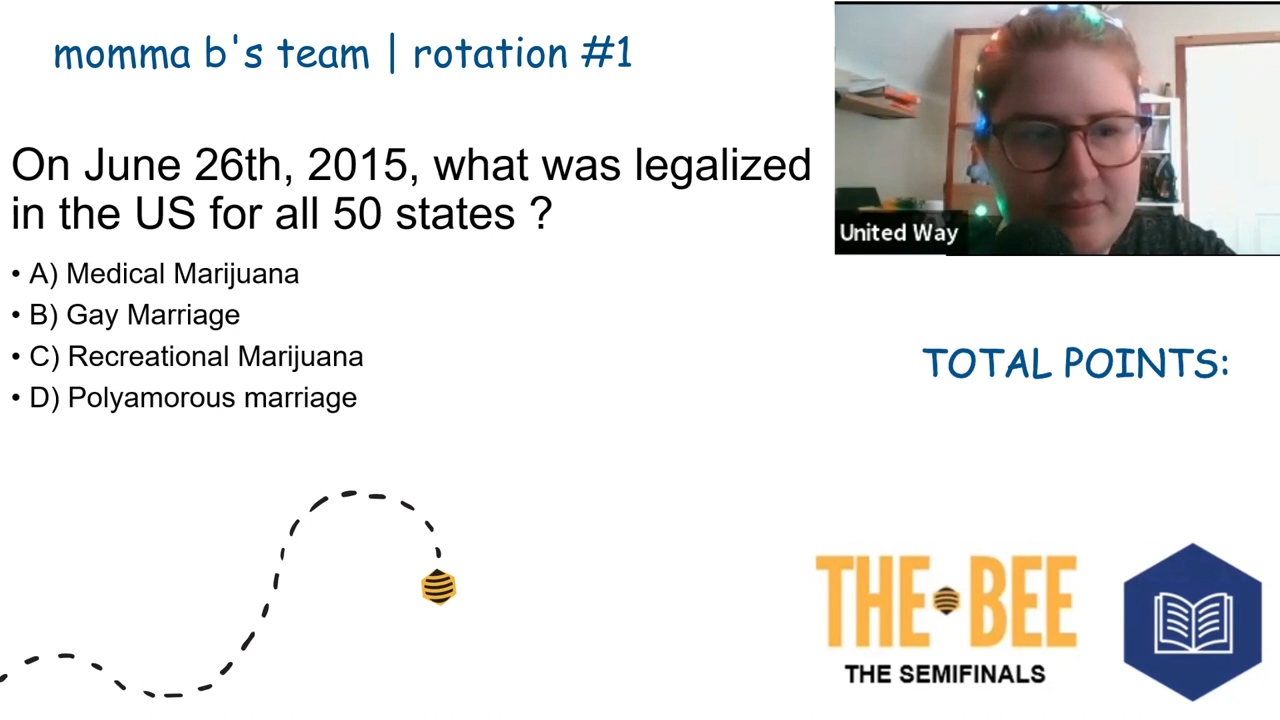 momma b's team | rotation #1
On June 26th, 2015, what was legalized
in the US for all 50 states ?
• A) Medical Marijuana
• B) Gay Marriage
• C) Recreational Marijuana
• D) Polyamorous marriage
United Way
TOTAL POINTS:
THE BEE
THE SEMIFINALS